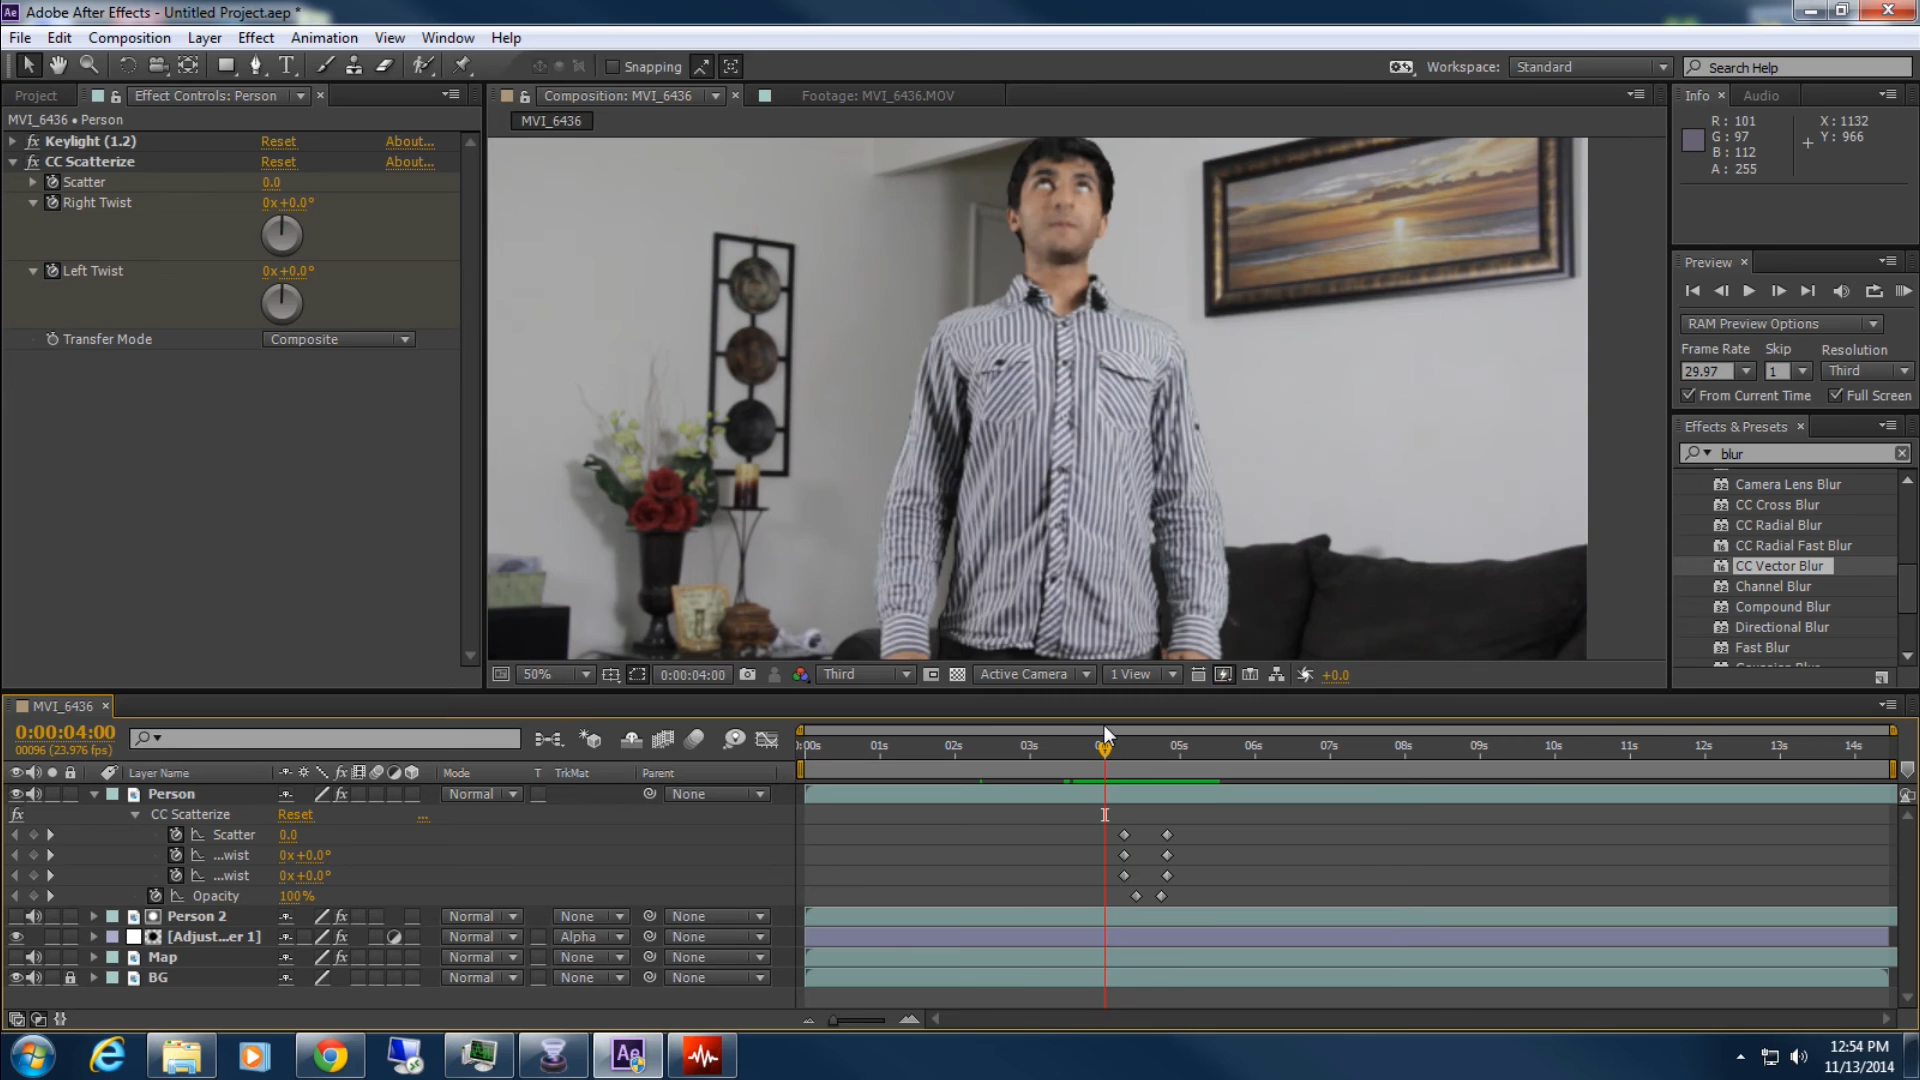 Adobe After Effects - Untitled Project.aep *
File Edit Composition Layer Effect Animation View Window Help
Snapping Workspace: Standard Search Help
Project Effect Controls: Person Composition: MVI_6436 Footage: MVI_6436.MOV Info Audio
MVI_6436 • Person MVI_6436
R : 101 X : 1132
G : 97 Y : 966
B : 112
A : 255
Keylight (1.2) Reset About...
CC Scatterize Reset About...
Scatter 0.0
Right Twist 0x+0.0°
Left Twist 0x+0.0°
Transfer Mode Composite
Preview
RAM Preview Options
Frame Rate Skip Resolution
29.97 1 Third
From Current Time Full Screen
Effects & Presets
blur
Camera Lens Blur
CC Cross Blur
CC Radial Blur
CC Radial Fast Blur
CC Vector Blur
Channel Blur
Compound Blur
Directional Blur
Fast Blur
50% 0:00:04:00 Third Active Camera 1 View +0.0
MVI_6436
0:00:04:00
00096 (23.976 fps)
):00s 01s 02s 03s 05s 06s 07s 08s 09s 10s 11s 12s 13s 14s
Layer Name Mode T TrkMat Parent
Person Normal None
CC Scatterize Reset ...
Scatter 0.0
...wist 0x+0.0°
...wist 0x+0.0°
Opacity 100%
Person 2 Normal None None
[Adjust...er 1] Normal Alpha None
Map Normal None None
BG Normal None None
Ae
12:54 PM
11/13/2014